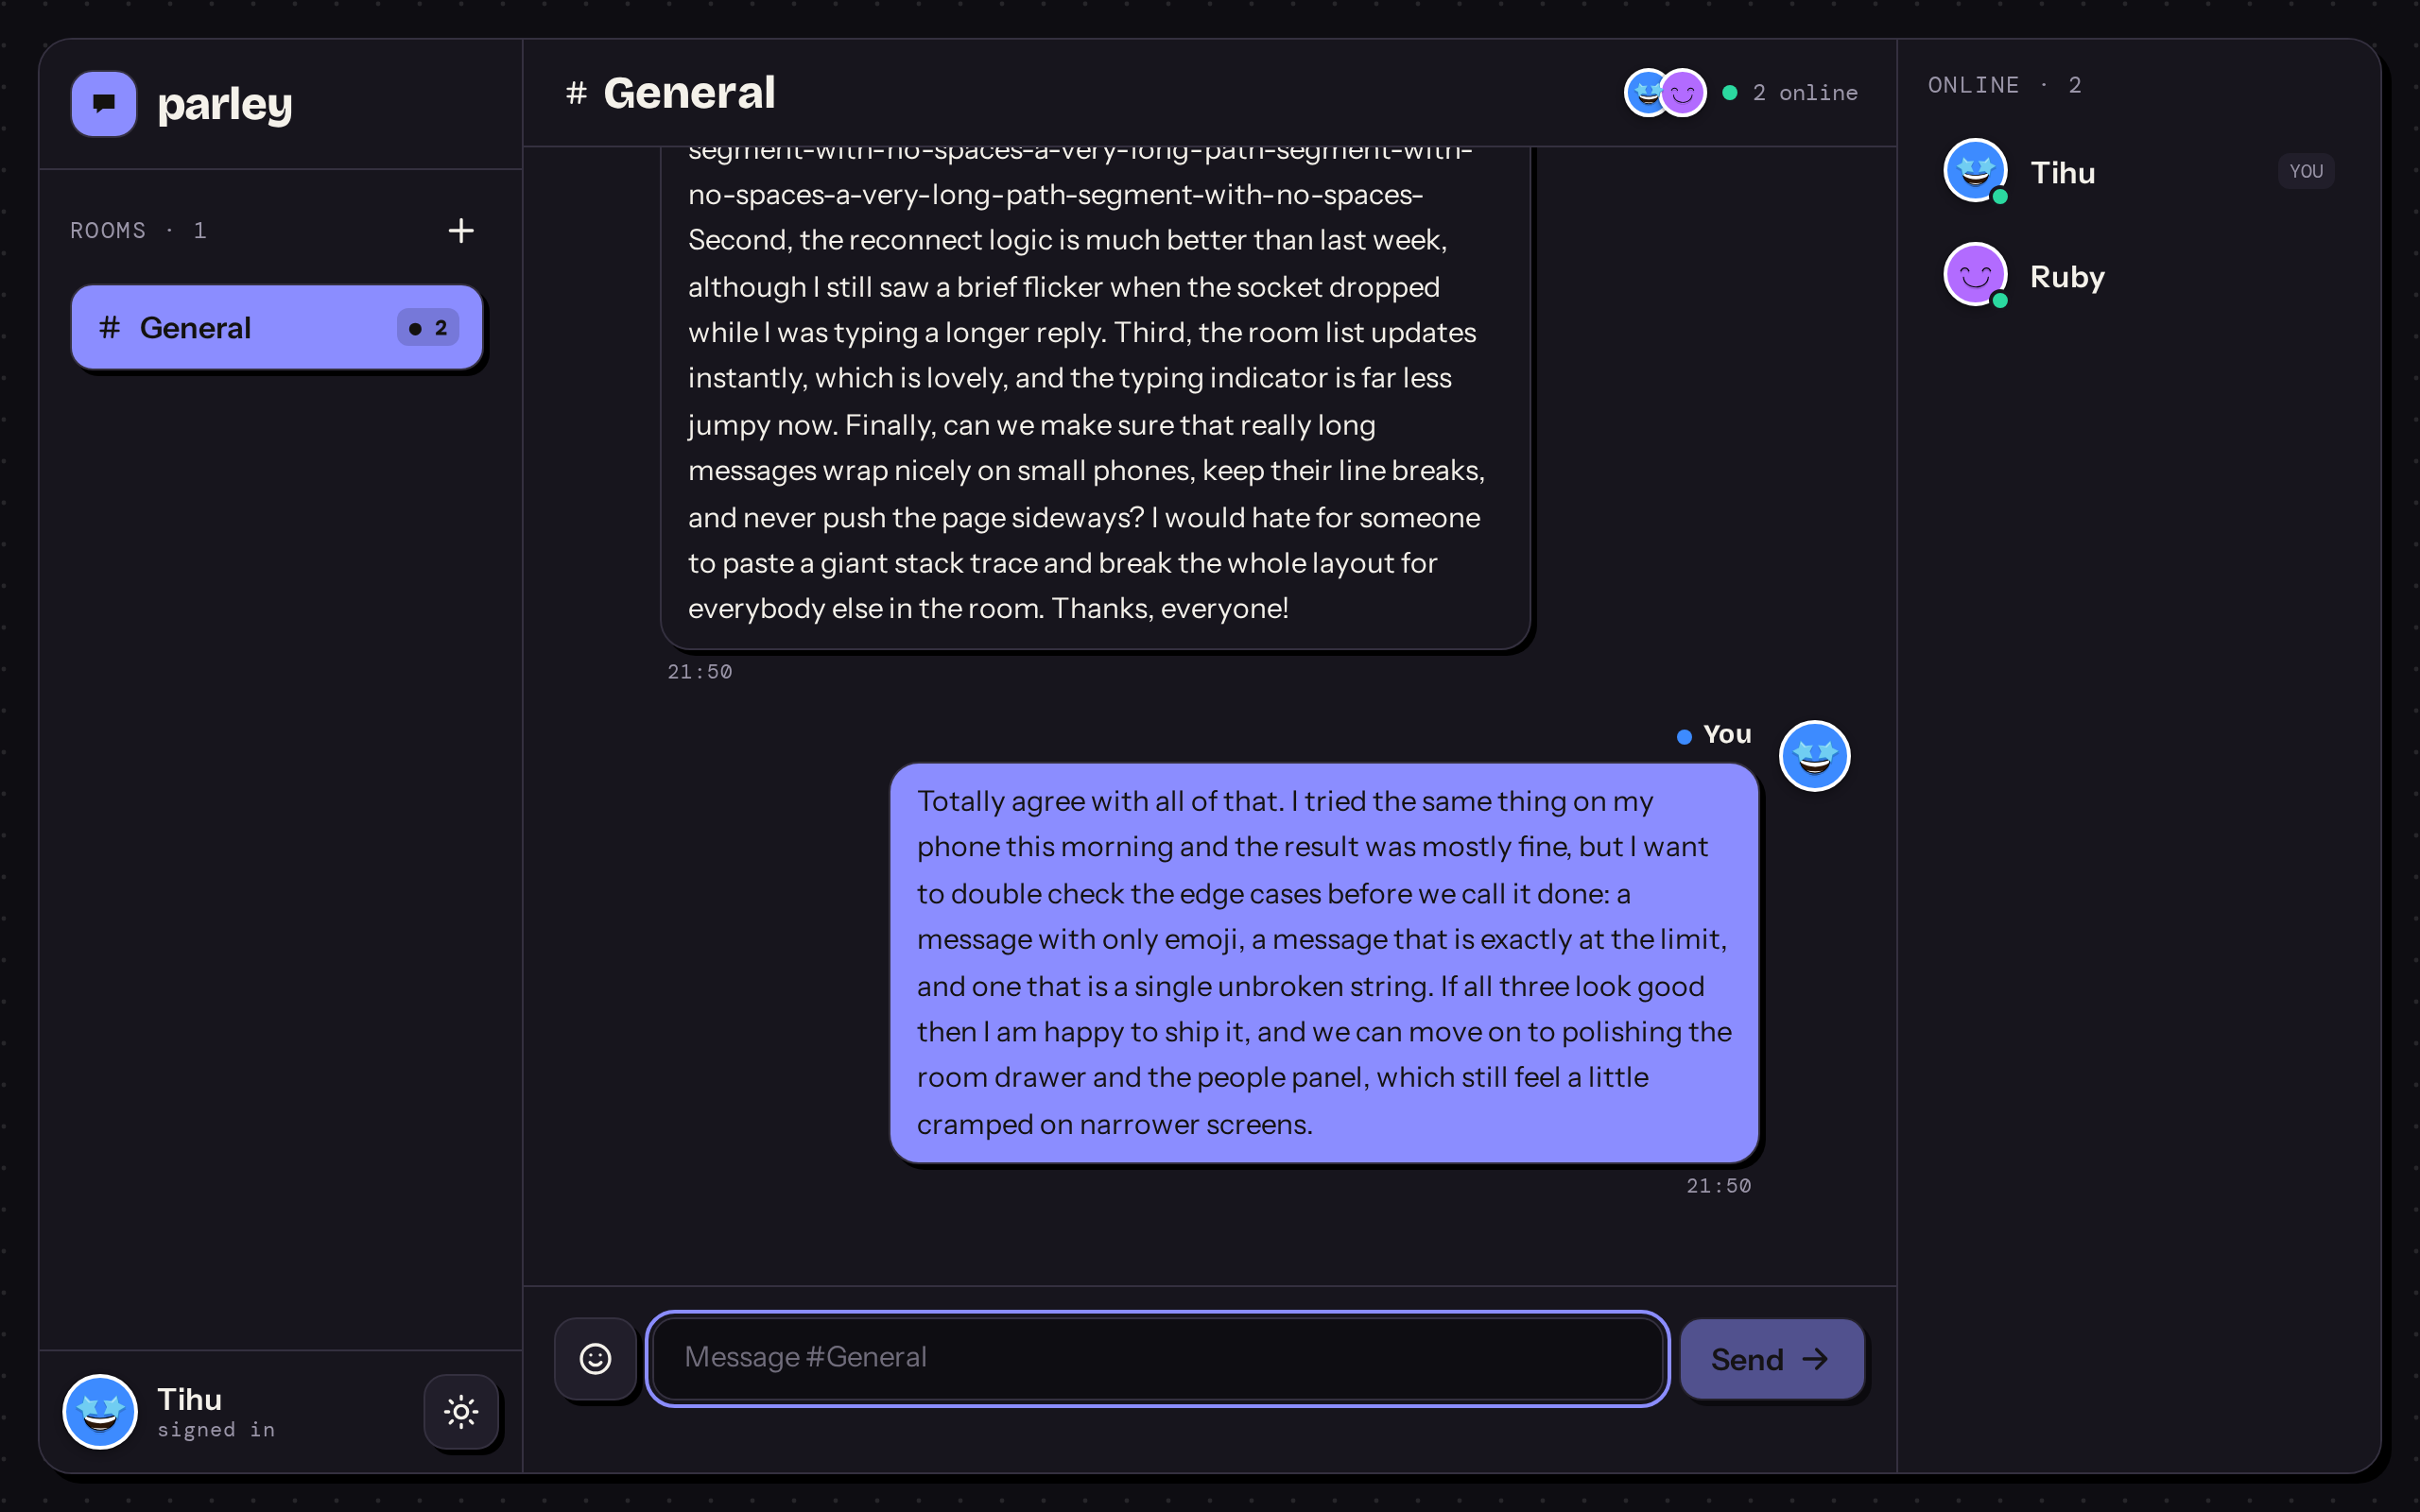 parley
ROOMS · 1
# General
2
Tihu
signed in
# General
2 online
segment-with-no-spaces-a-very-long-path-segment-with-
no-spaces-a-very-long-path-segment-with-no-spaces-
Second, the reconnect logic is much better than last week,
although I still saw a brief flicker when the socket dropped
while I was typing a longer reply. Third, the room list updates
instantly, which is lovely, and the typing indicator is far less
jumpy now. Finally, can we make sure that really long
messages wrap nicely on small phones, keep their line breaks,
and never push the page sideways? I would hate for someone
to paste a giant stack trace and break the whole layout for
everybody else in the room. Thanks, everyone!
21:50
You
Totally agree with all of that. I tried the same thing on my
phone this morning and the result was mostly fine, but I want
to double check the edge cases before we call it done: a
message with only emoji, a message that is exactly at the limit,
and one that is a single unbroken string. If all three look good
then I am happy to ship it, and we can move on to polishing the
room drawer and the people panel, which still feel a little
cramped on narrower screens.
21:50
Message #General
Send
ONLINE · 2
Tihu
YOU
Ruby